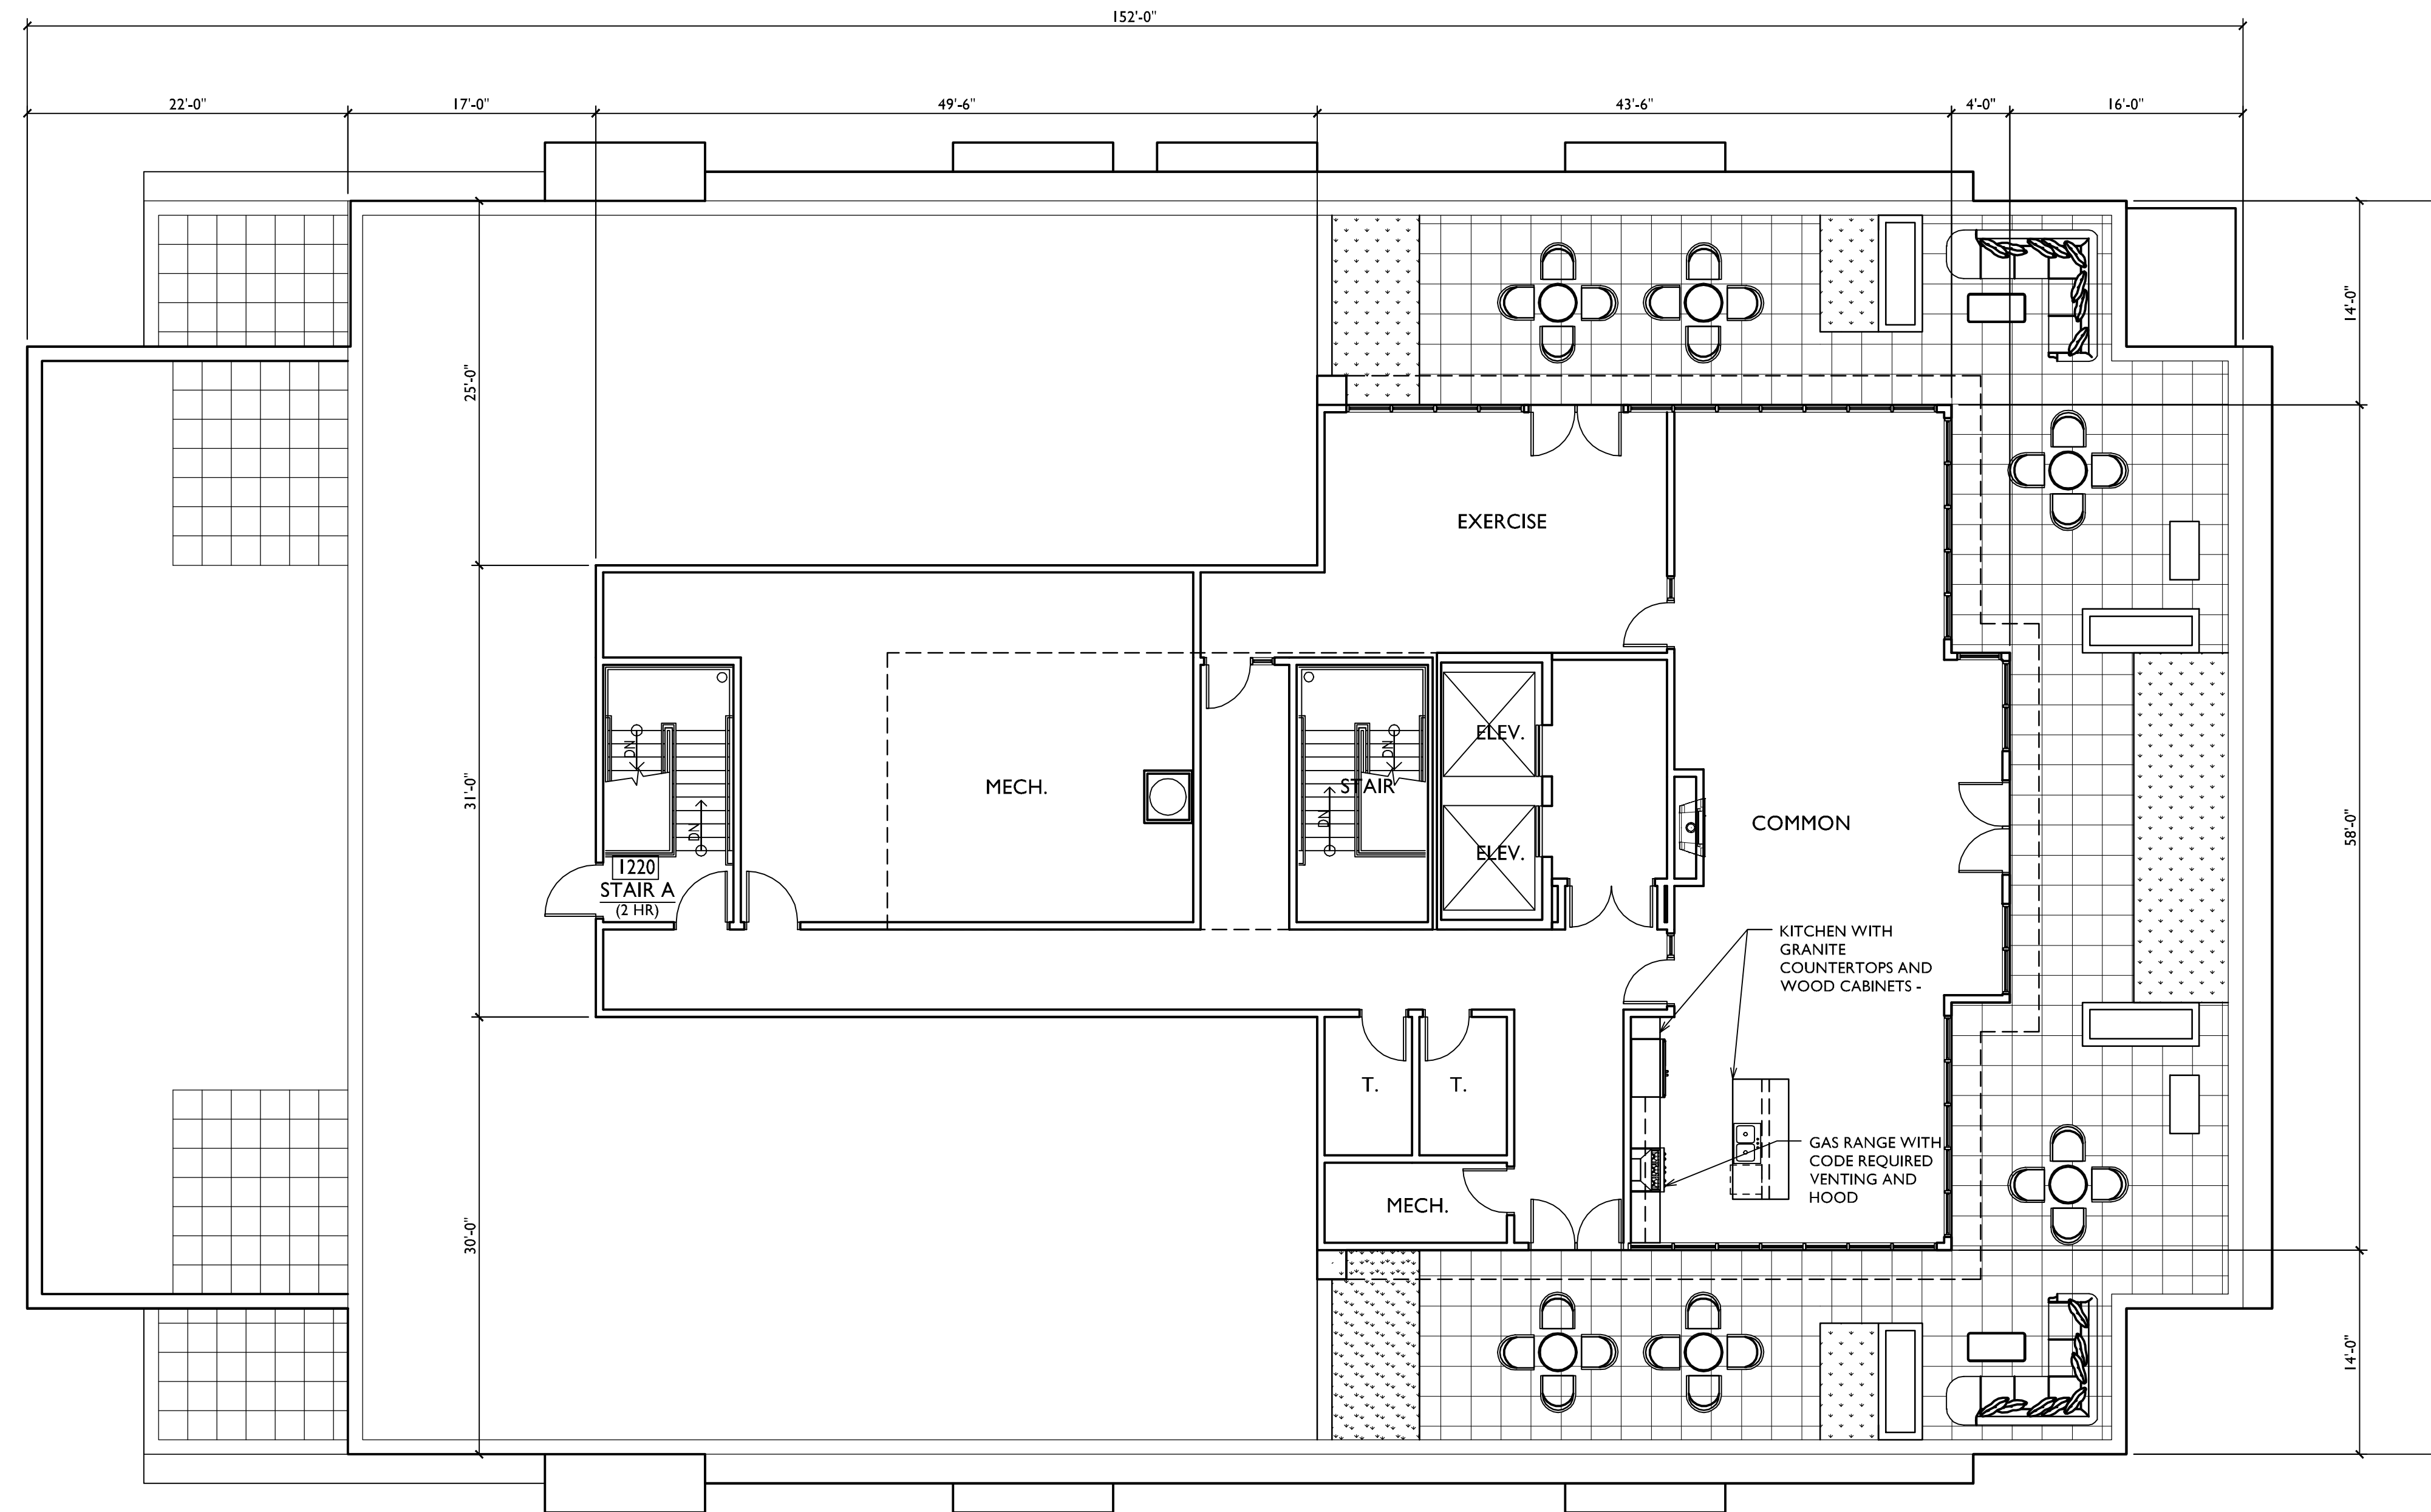 152'-0"
22'-0"
17'-0"
49'-6"
43'-6"
4'-0"
16'-0"
25'-0"
14'-0"
EXERCISE
ELEV.
DN
DN
31'-0"
MECH.
STAIR
COMMON
58'-0"
DN
DN
ELEV.
1220
STAIR A
(2 HR)
KITCHEN WITH
GRANITE
COUNTERTOPS AND
WOOD CABINETS -
T.
T.
GAS RANGE WITH
CODE REQUIRED
VENTING AND
HOOD
MECH.
30'-0"
14'-0"